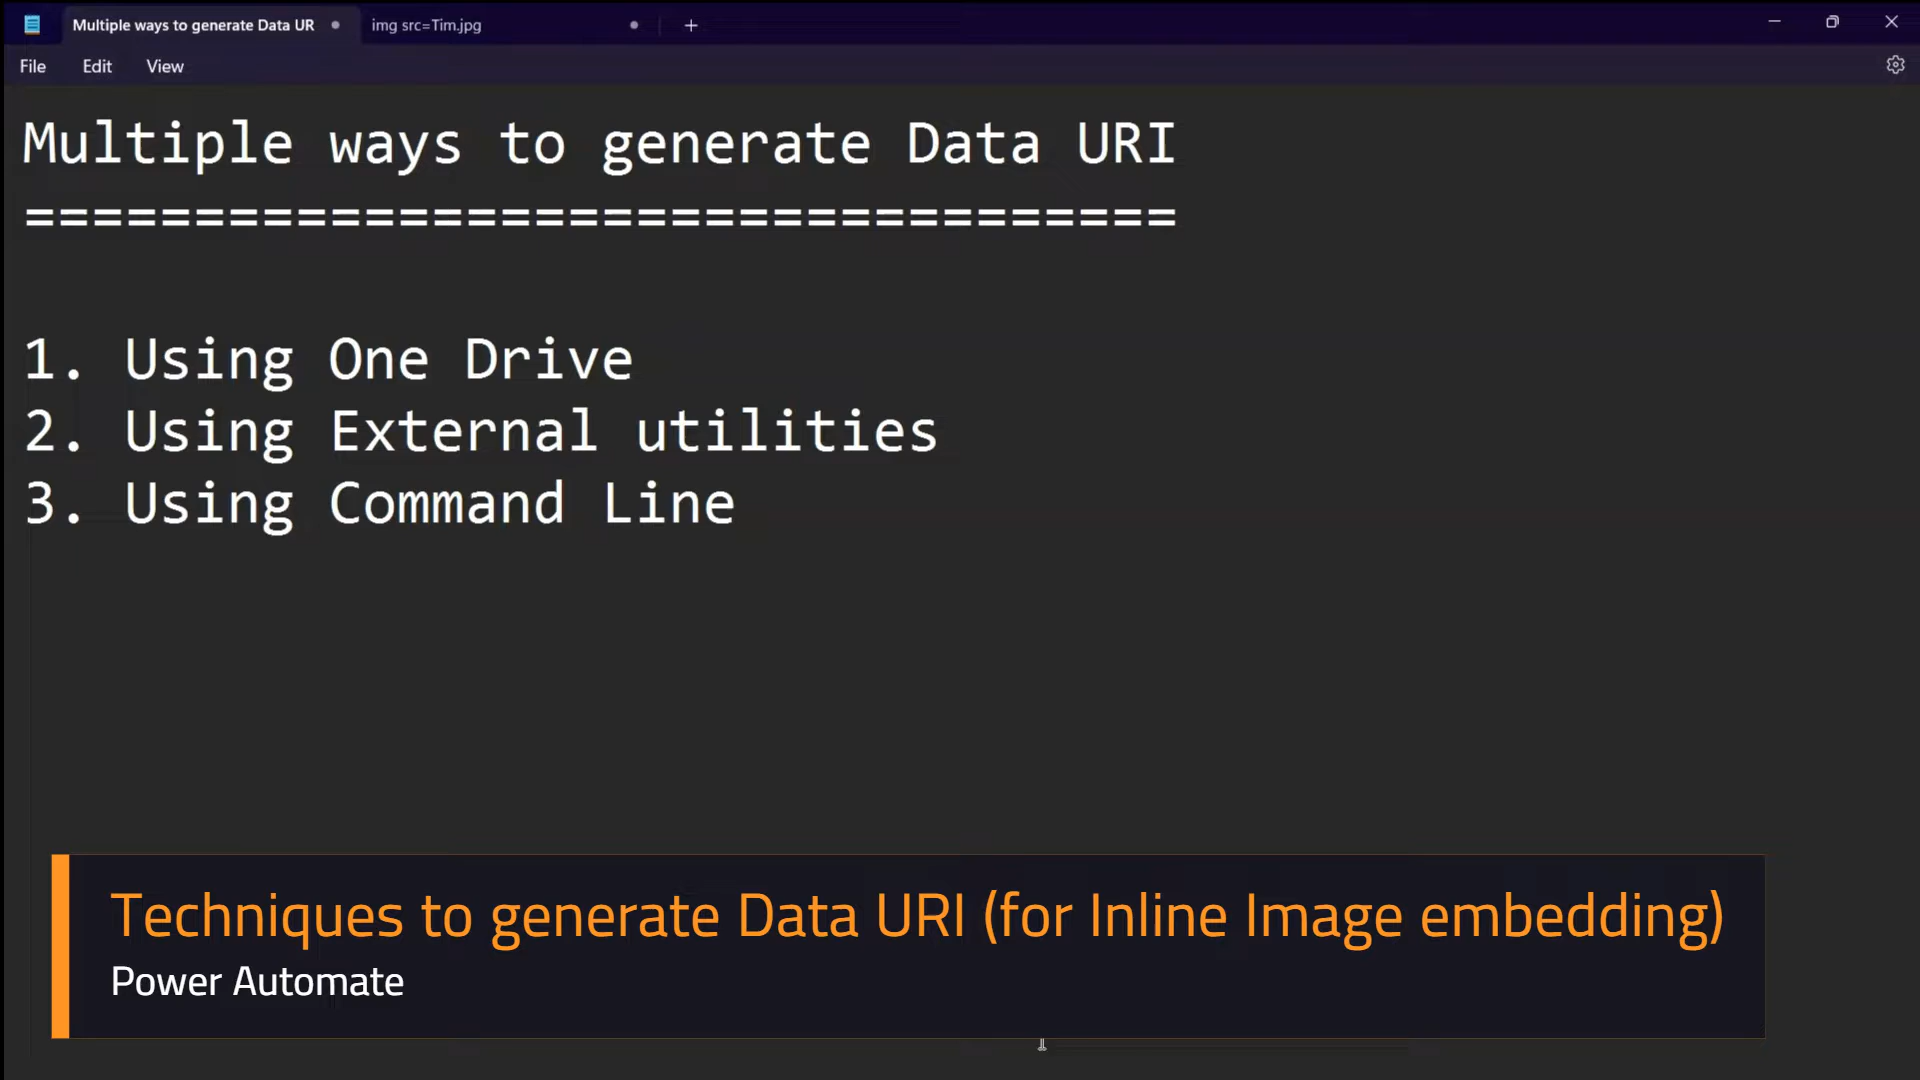 Multiple ways to generate Data UR
img src=Tim.jpg
File Edit View
Multiple ways to generate Data URI
==================================
1. Using One Drive
2. Using External utilities
3. Using Command Line
Techniques to generate Data URI (for Inline Image embedding)
Power Automate